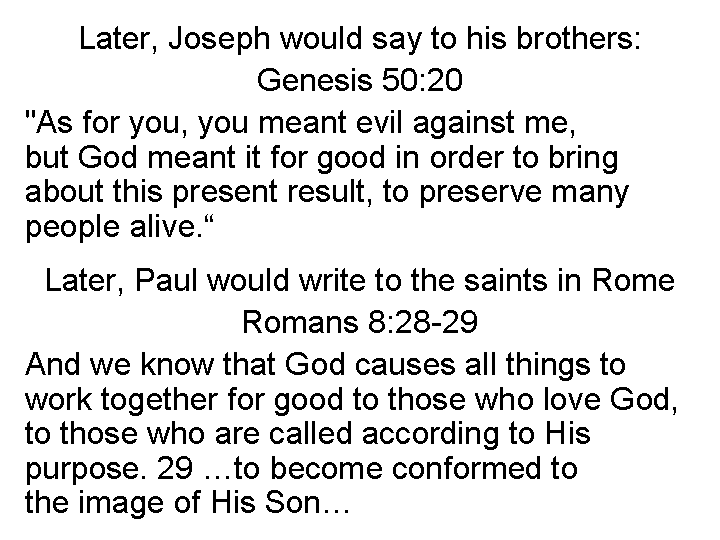 Later, Joseph would say to his brothers:
Genesis 50:20
"As for you, you meant evil against me,
but God meant it for good in order to bring
about this present result, to preserve many
people alive.“
Later, Paul would write to the saints in Rome
Romans 8:28-29
And we know that God causes all things to
work together for good to those who love God,
to those who are called according to His
purpose. 29 …to become conformed to
the image of His Son…